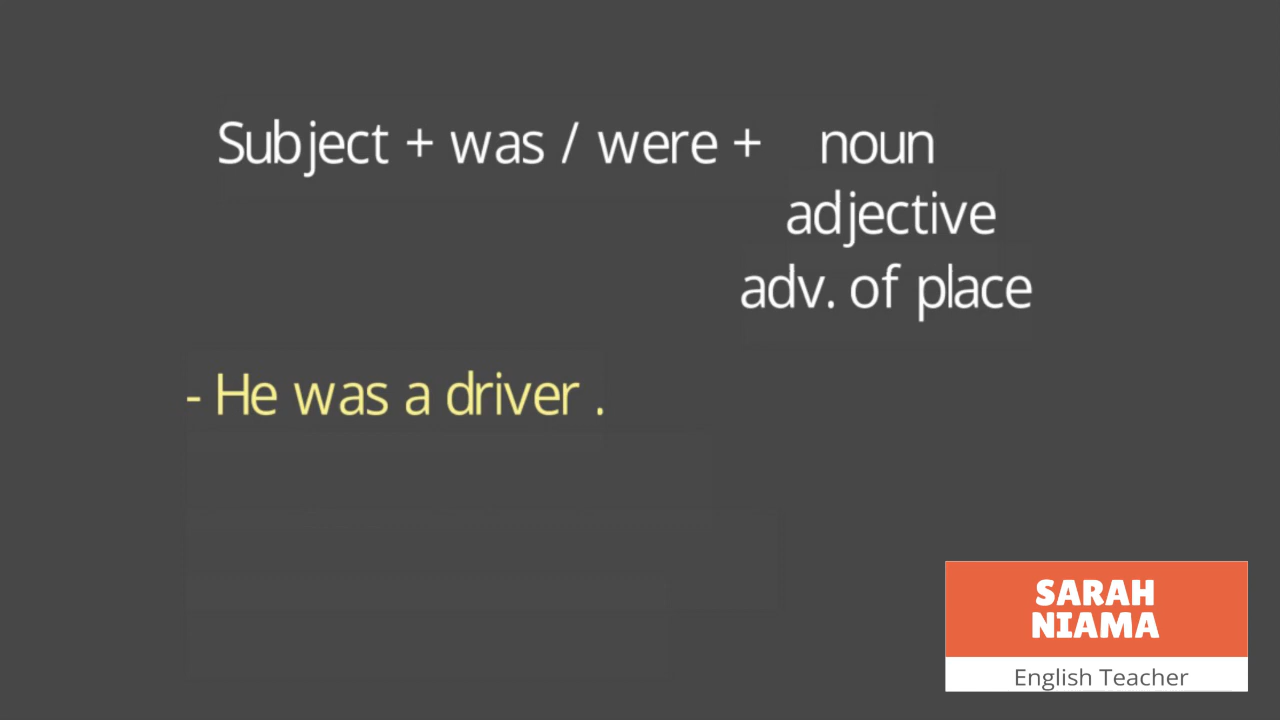 Subject + was / were + noun
adjective
adv. of place
- He was a driver .
SARAH
NIAMA
English Teacher